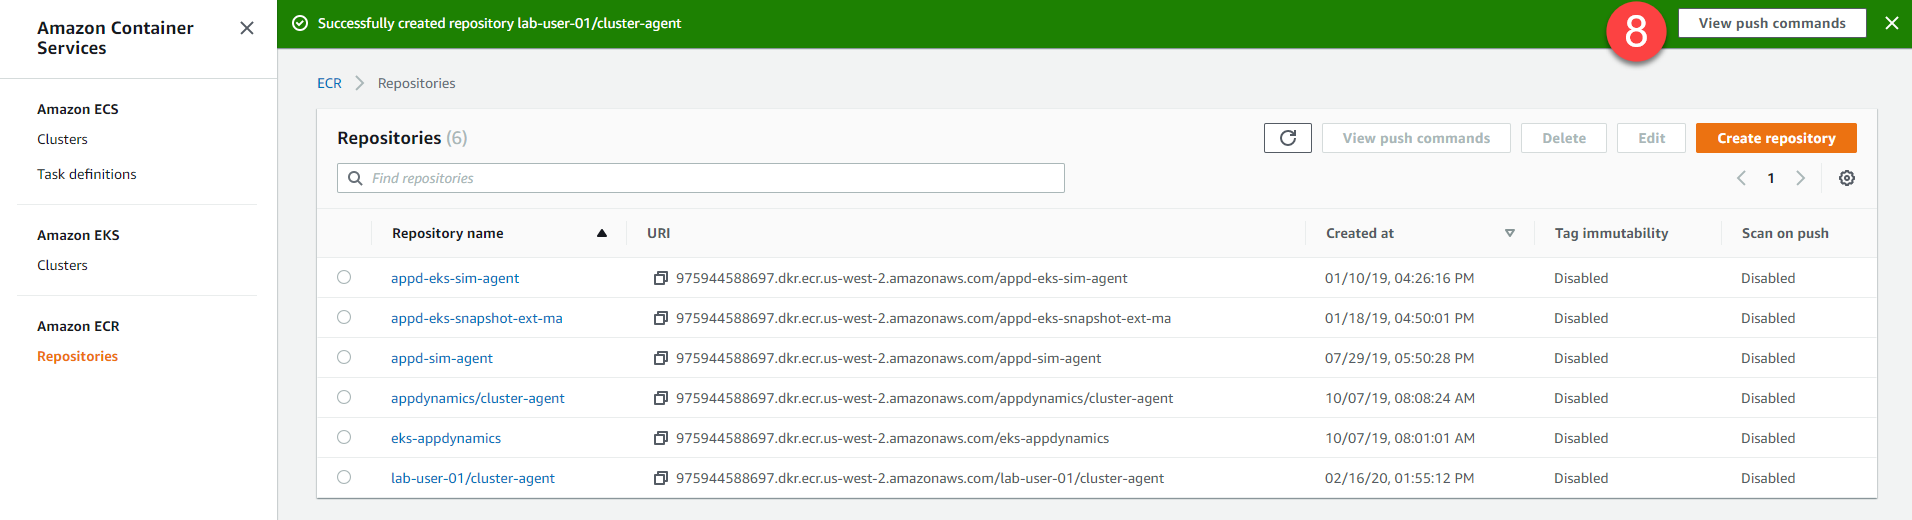 Amazon Container
Services
Amazon ECS
Clusters
Task definitions
Amazon EKS
Clusters
Amazon ECR
Repositories
Successfully created repository lab-user-01/cluster-agent
8
View push commands
ECR > Repositories
Repositories (6)
View push commands Delete Edit Create repository
Find repositories
1
Repository name URI Created at Tag immutability Scan on push
appd-eks-sim-agent 975944588697.dkr.ecr.us-west-2.amazonaws.com/appd-eks-sim-agent 01/10/19, 04:26:16 PM Disabled Disabled
appd-eks-snapshot-ext-ma 975944588697.dkr.ecr.us-west-2.amazonaws.com/appd-eks-snapshot-ext-ma 01/18/19, 04:50:01 PM Disabled Disabled
appd-sim-agent 975944588697.dkr.ecr.us-west-2.amazonaws.com/appd-sim-agent 07/29/19, 05:50:28 PM Disabled Disabled
appdynamics/cluster-agent 975944588697.dkr.ecr.us-west-2.amazonaws.com/appdynamics/cluster-agent 10/07/19, 08:08:24 AM Disabled Disabled
eks-appdynamics 975944588697.dkr.ecr.us-west-2.amazonaws.com/eks-appdynamics 10/07/19, 08:01:01 AM Disabled Disabled
lab-user-01/cluster-agent 975944588697.dkr.ecr.us-west-2.amazonaws.com/lab-user-01/cluster-agent 02/16/20, 01:55:12 PM Disabled Disabled